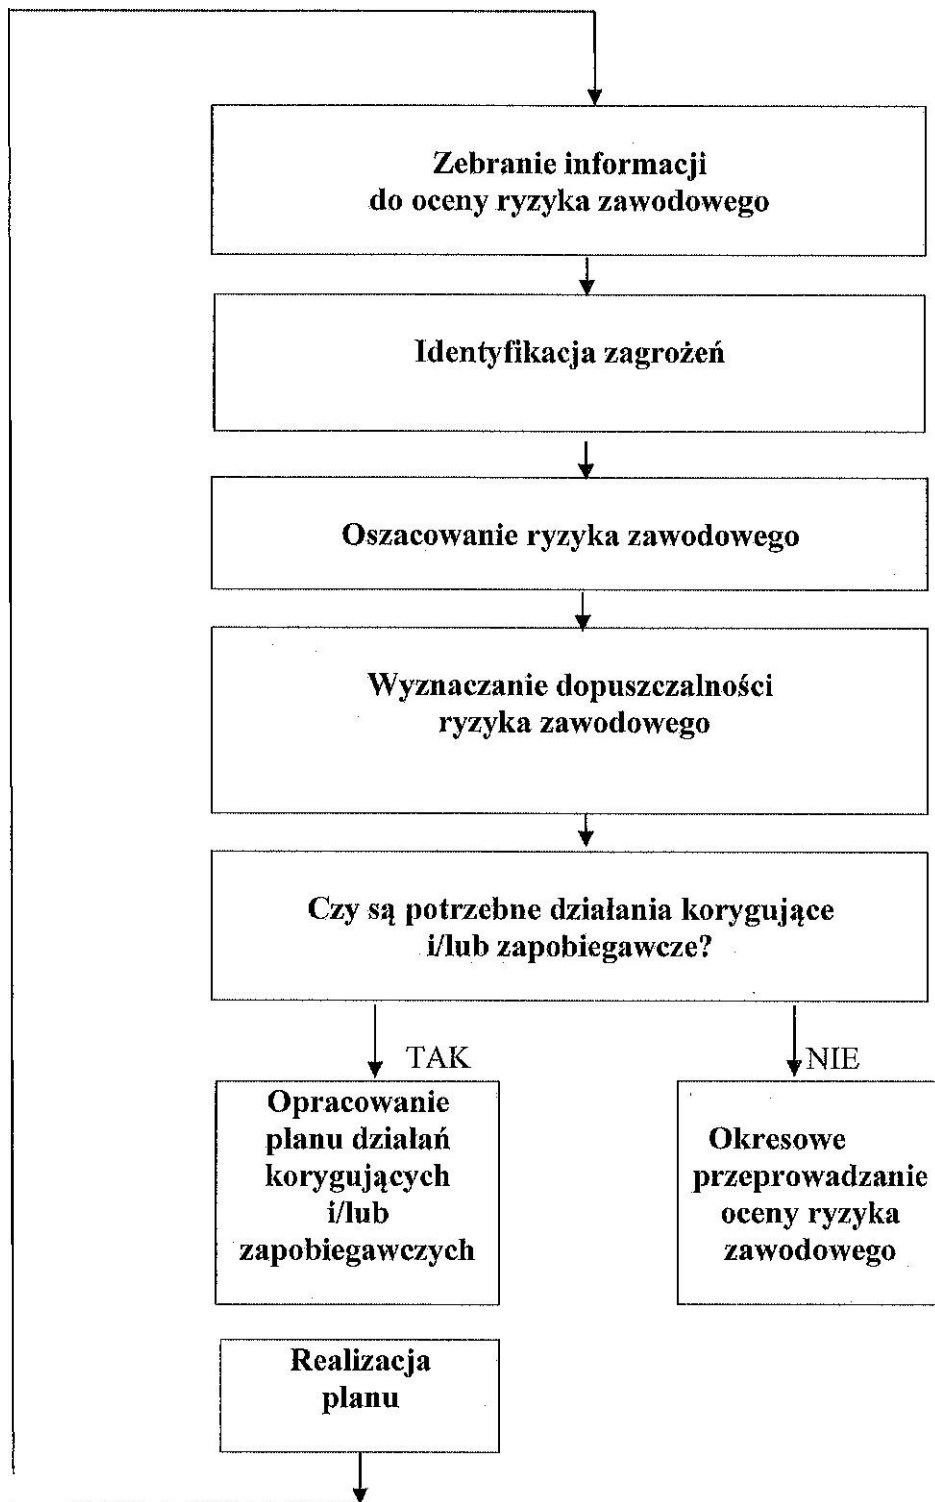 Zebranie informacji
do oceny ryzyka zawodowego
Identyfikacja zagrożeń
Oszacowanie ryzyka zawodowego
Wyznaczanie dopuszczalności
ryzyka zawodowego
Czy są potrzebne działania korygujące
i/lub zapobiegawcze?
TAK
NIE
Opracowanie
planu działań
korygujących
i/lub
zapobiegawczych
Okresowe
przeprowadzanie
oceny ryzyka
zawodowego
Realizacja
planu